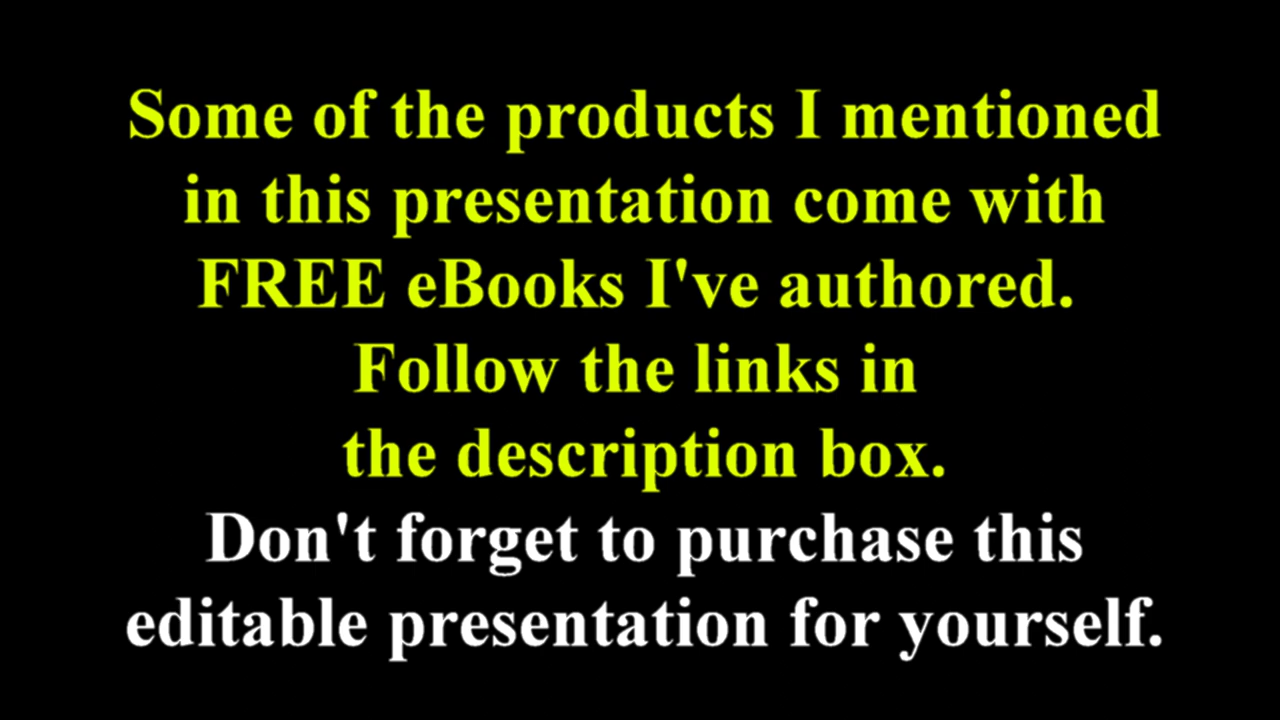 Some of the products I mentioned
in this presentation come with
FREE eBooks I've authored.
Follow the links in
the description box.
Don't forget to purchase this
editable presentation for yourself.